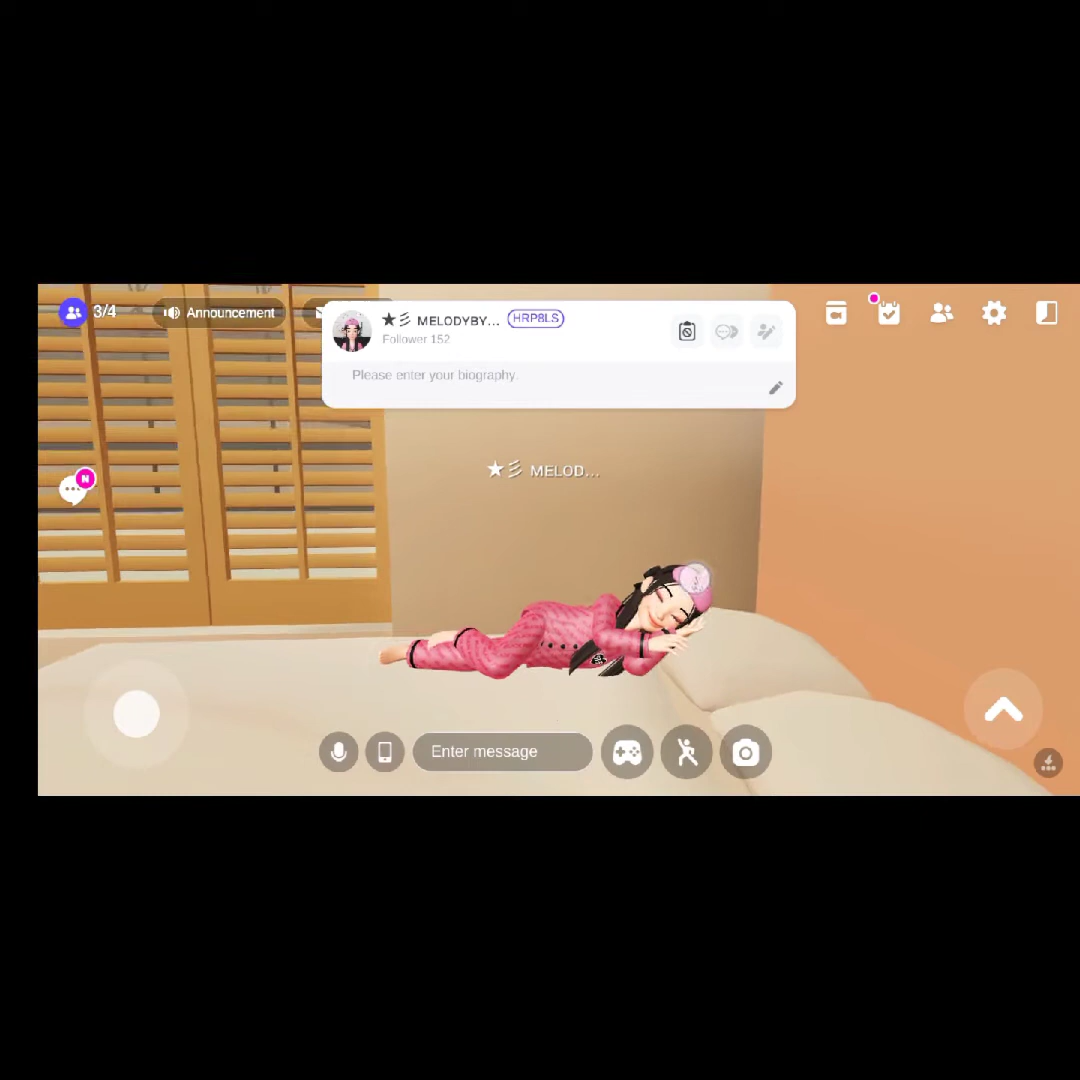 3/4
Announcement
★彡 MELODYBY... HRP8LS
Follower 152
Please enter your biography.
★彡 MELOD...
N
Enter message